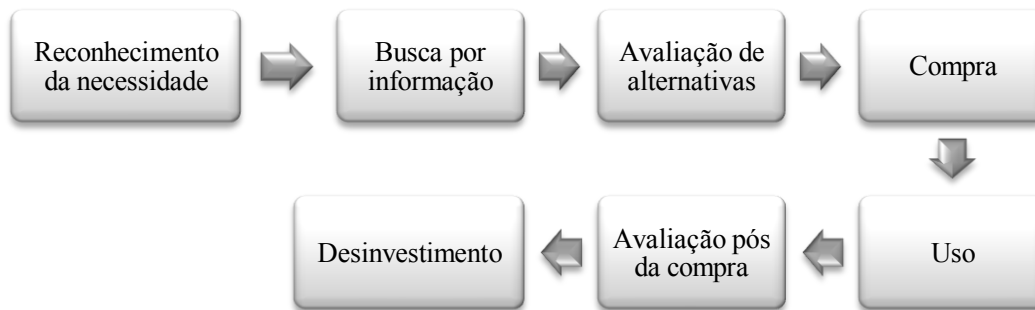 Reconhecimento
da necessidade
Busca por
informação
Avaliação de
alternativas
Compra
Uso
Avaliação pós
da compra
Desinvestimento